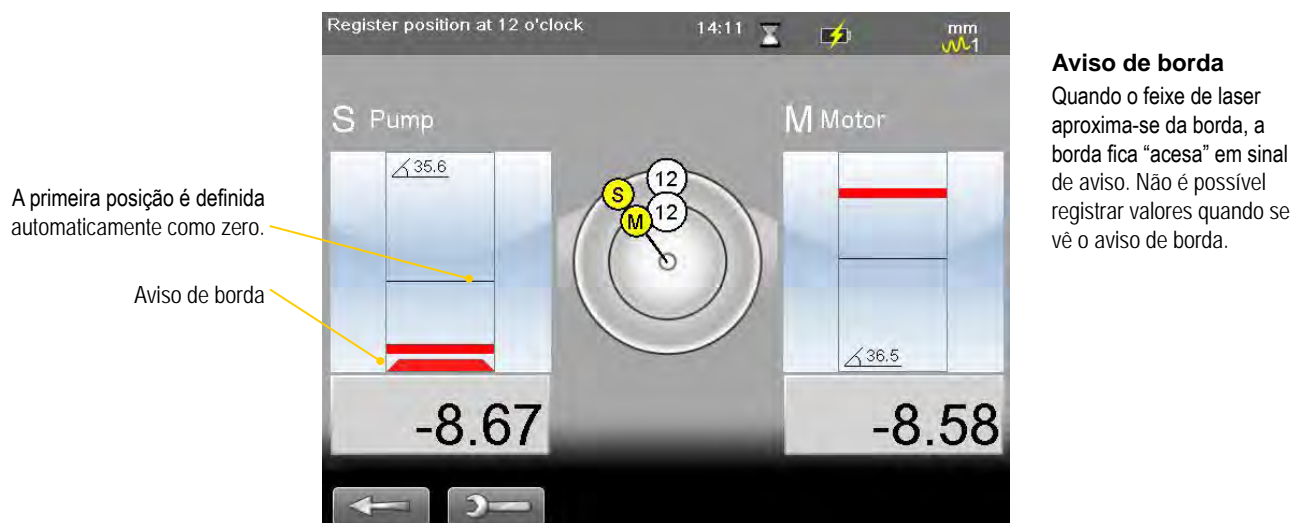 Register position at 12 o'clock
14:11
mm
1
S Pump
M Motor
35.6
12
S
12
M
36.5
-8.67
-8.58
A primeira posição é definida
automaticamente como zero.
Aviso de borda
Aviso de borda
Quando o feixe de laser
aproxima-se da borda, a
borda fica “acesa” em sinal
de aviso. Não é possível
registrar valores quando se
vê o aviso de borda.